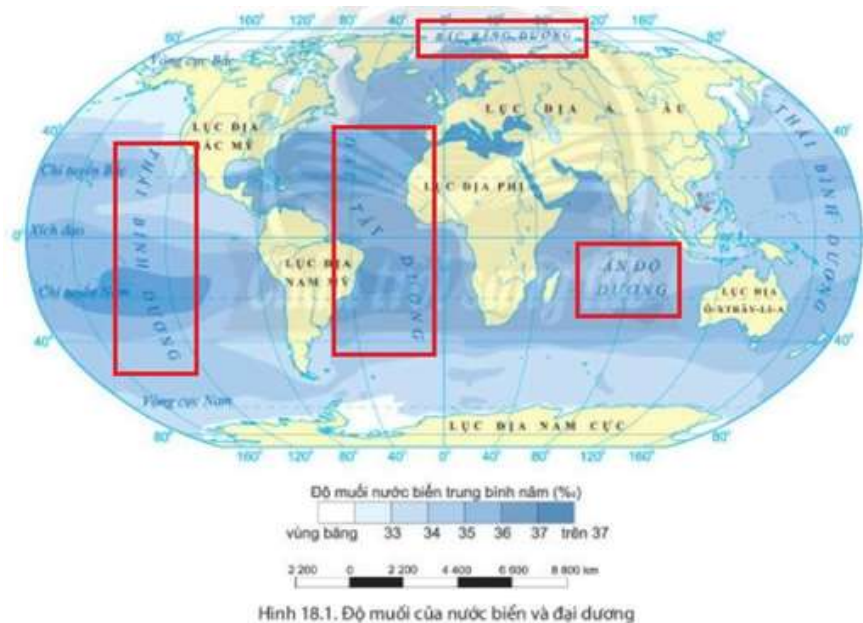 160° 120° 80° 40° 0° 40° 80° 120° 160°
80° 80°
BẮC BĂNG DƯƠNG
Vòng cực Bắc
LỤC ĐỊA Á - ÂU
40° 40°
LỤC ĐỊA
BẮC MỸ
Chí tuyến Bắc
LỤC ĐỊA PHI
THÁI BÌNH DƯƠNG
ĐẠI TÂY DƯƠNG
THÁI BÌNH DƯƠNG
0° Xích đạo
LỤC ĐỊA
NAM MỸ
ẤN ĐỘ
DƯƠNG
Chí tuyến Nam
LỤC ĐỊA
Ô-XTRÂY-LI-A
40° 40°
Vòng cực Nam
LỤC ĐỊA NAM CỰC
80° 80°
160° 120° 80° 40° 0° 40° 80° 120° 160°
Độ muối nước biển trung bình năm (‰)
vùng băng 33 34 35 36 37 trên 37
2 200 0 2 200 4 400 6 600 8 800 km
Hình 18.1. Độ muối của nước biển và đại dương